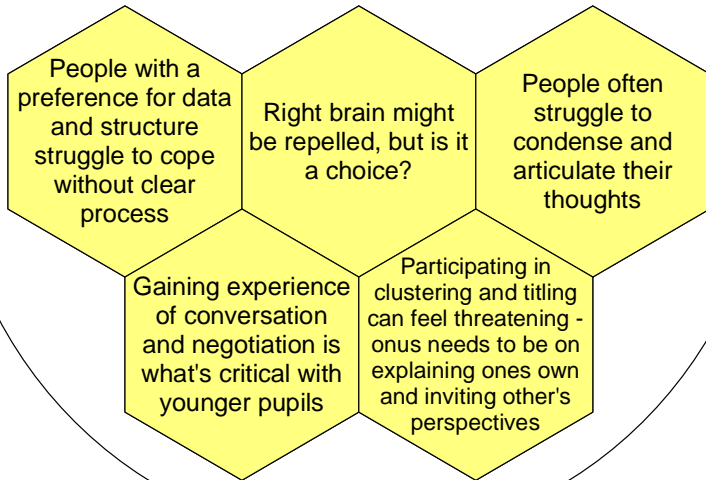 People with a
preference for data
and structure
struggle to cope
without clear
process
Right brain might
be repelled, but is it
a choice?
People often
struggle to
condense and
articulate their
thoughts
Gaining experience
of conversation
and negotiation is
what's critical with
younger pupils
Participating in
clustering and titling
can feel threatening -
onus needs to be on
explaining ones own
and inviting other's
perspectives